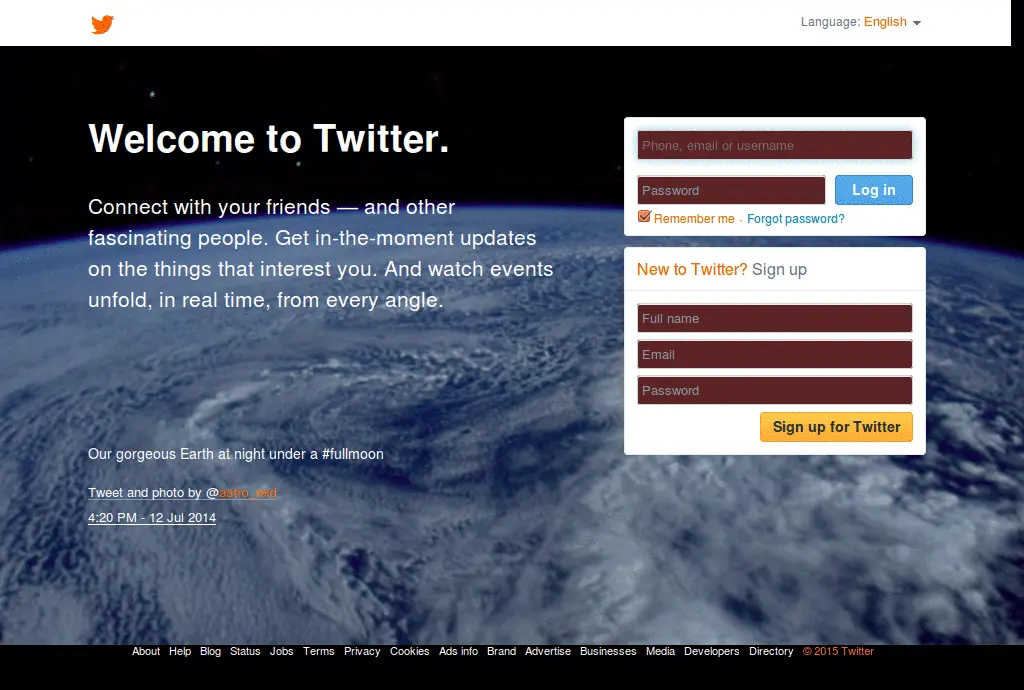 Language: English
Welcome to Twitter.
Connect with your friends — and other
fascinating people. Get in-the-moment updates
on the things that interest you. And watch events
unfold, in real time, from every angle.
Our gorgeous Earth at night under a #fullmoon
Tweet and photo by @astro_reid
4:20 PM - 12 Jul 2014
Phone, email or username
Password
Log in
Remember me · Forgot password?
New to Twitter? Sign up
Full name
Email
Password
Sign up for Twitter
About Help Blog Status Jobs Terms Privacy Cookies Ads info Brand Advertise Businesses Media Developers Directory © 2015 Twitter